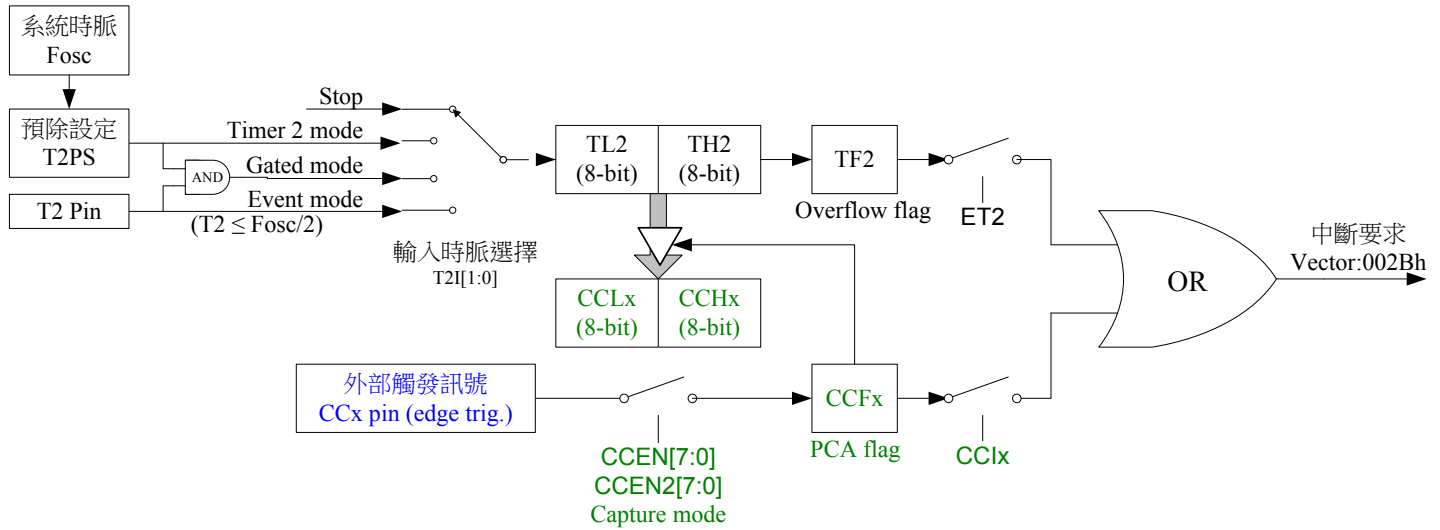 系統時脈
Fosc
預除設定
T2PS
T2 Pin
AND
Stop
Timer 2 mode
Gated mode
Event mode
(T2 ≤ Fosc/2)
輸入時脈選擇
T2I[1:0]
TL2
(8-bit)
TH2
(8-bit)
TF2
Overflow flag
ET2
CCLx
(8-bit)
CCHx
(8-bit)
外部觸發訊號
CCx pin (edge trig.)
CCEN[7:0]
CCEN2[7:0]
Capture mode
CCFx
PCA flag
CCIx
OR
中斷要求
Vector:002Bh